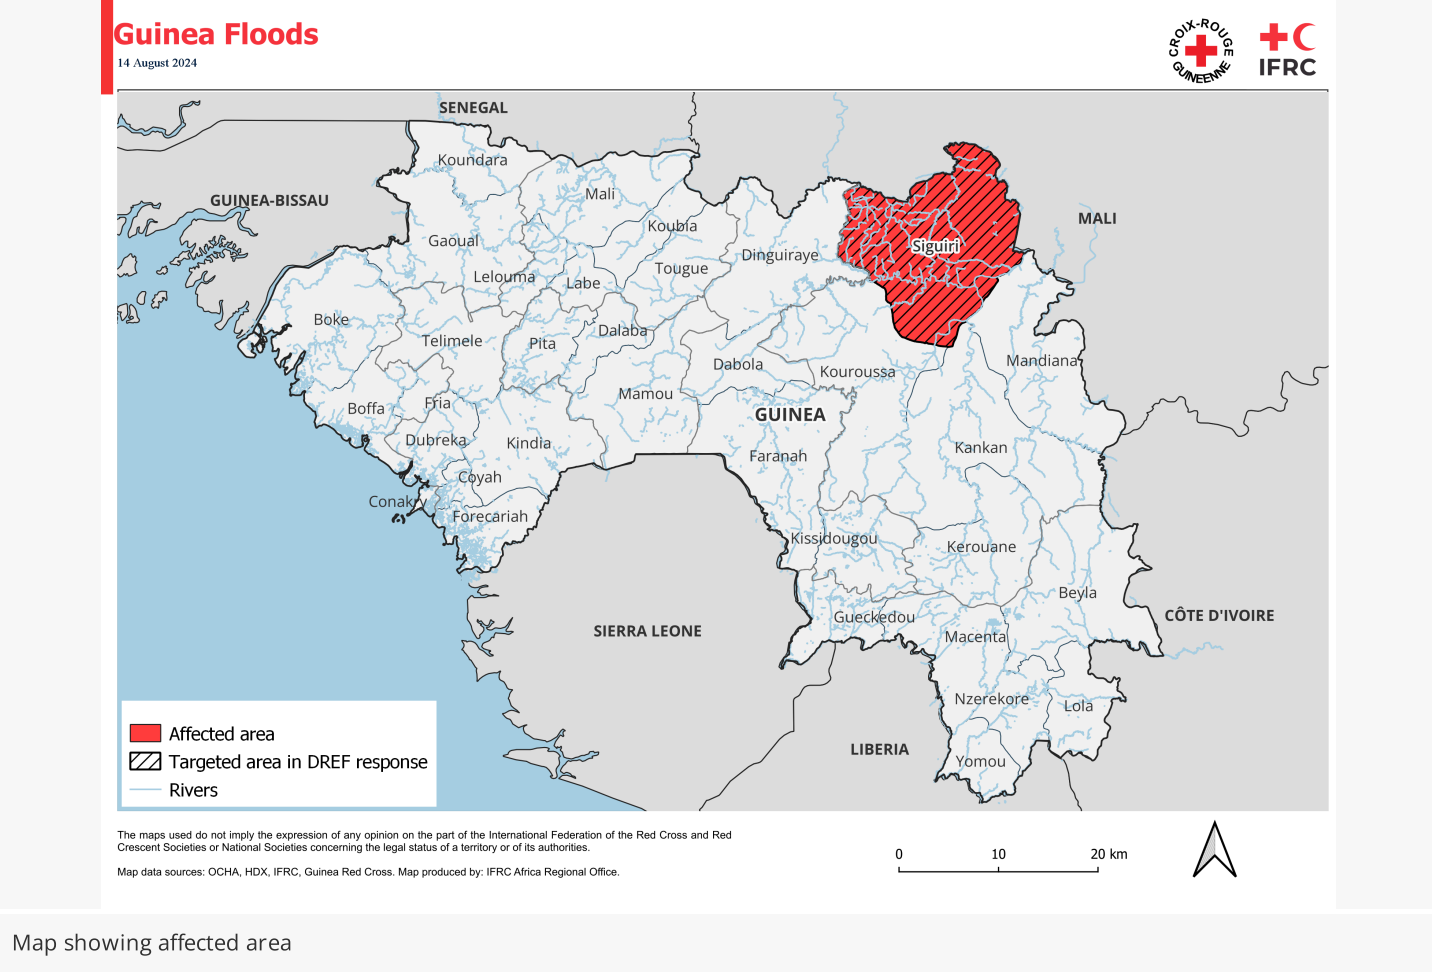 Guinea Floods
14 August 2024
CROIX-ROUGE
GUINEENNE
IFRC
SENEGAL
Koundara
GUINEA-BISSAU
Mali
MALI
Koubia
Gaoual
Siguiri
Dinguiraye
Tougue
Lelouma
Labe
Boke
Dalaba
Telimele
Pita
Mandiana
Dabola
Kouroussa
Mamou
Fria
Boffa
GUINEA
Dubreka
Kindia
Kankan
Faranah
Coyah
Conakry
Forecariah
Kissidougou
Kerouane
Beyla
Gueckedou
CÔTE D'IVOIRE
SIERRA LEONE
Macenta
Nzerekore
Lola
LIBERIA
Yomou
Affected area
Targeted area in DREF response
Rivers
The maps used do not imply the expression of any opinion on the part of the International Federation of the Red Cross and Red
Crescent Societies or National Societies concerning the legal status of a territory or of its authorities.
Map data sources: OCHA, HDX, IFRC, Guinea Red Cross. Map produced by: IFRC Africa Regional Office.
0 10 20 km
Map showing affected area